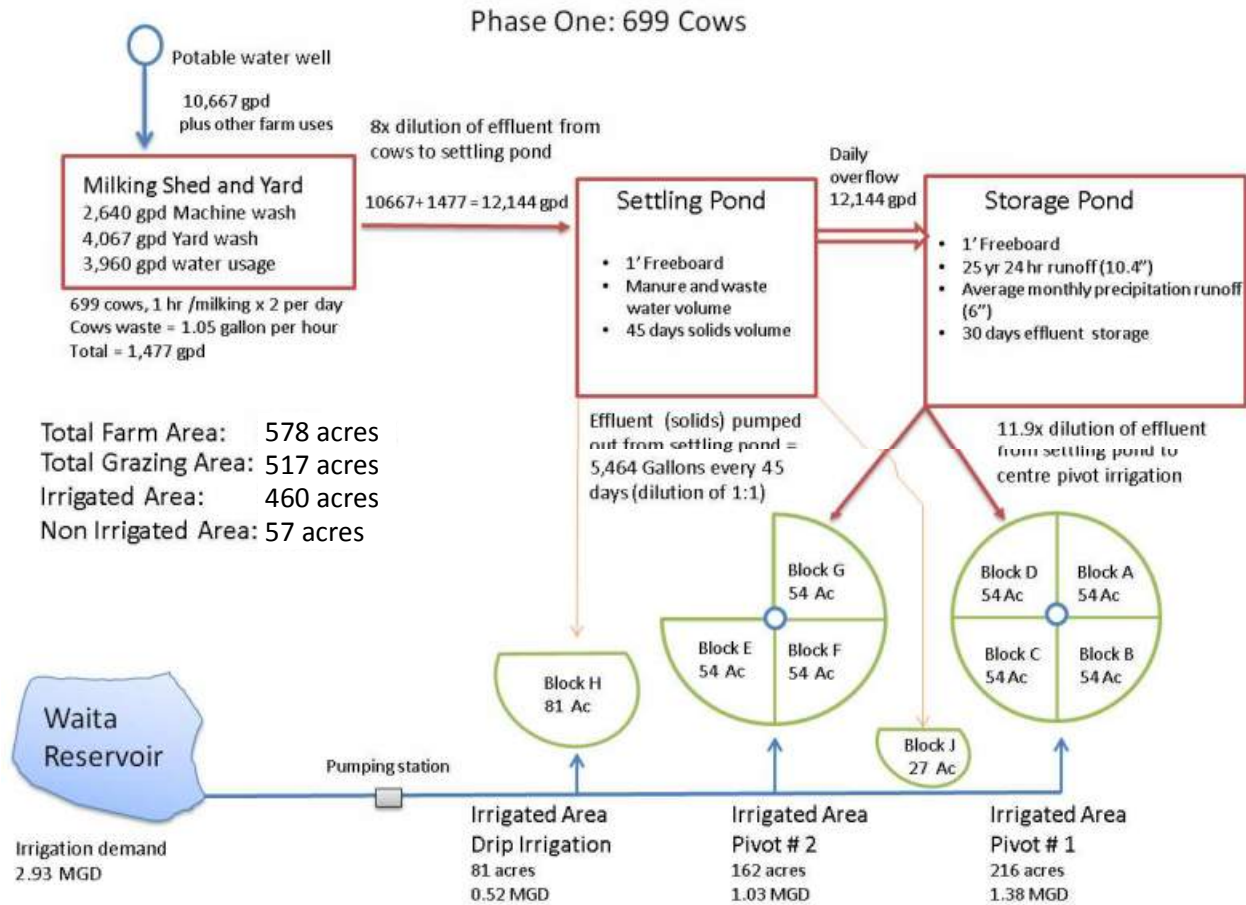 Phase One: 699 Cows
Potable water well
10,667 gpd
plus other farm uses
8x dilution of effluent from
cows to settling pond
10667+ 1477 = 12,144 gpd
Milking Shed and Yard
2,640 gpd Machine wash
4,067 gpd Yard wash
3,960 gpd water usage
699 cows, 1 hr /milking x 2 per day
Cows waste = 1.05 gallon per hour
Total = 1,477 gpd
Settling Pond
• 1' Freeboard
• Manure and waste
water volume
• 45 days solids volume
Daily
overflow
12,144 gpd
Storage Pond
• 1' Freeboard
• 25 yr 24 hr runoff (10.4")
• Average monthly precipitation runoff
(6")
• 30 days effluent storage
Total Farm Area: 578 acres
Total Grazing Area: 517 acres
Irrigated Area: 460 acres
Non Irrigated Area: 57 acres
Effluent (solids) pumped
out from settling pond =
5,464 Gallons every 45
days (dilution of 1:1)
11.9x dilution of effluent
from settling pond to
centre pivot irrigation
Block G
54 Ac
Block E
54 Ac
Block F
54 Ac
Block D
54 Ac
Block A
54 Ac
Block C
54 Ac
Block B
54 Ac
Block H
81 Ac
Block J
27 Ac
Waita
Reservoir
Pumping station
Irrigation demand
2.93 MGD
Irrigated Area
Drip Irrigation
81 acres
0.52 MGD
Irrigated Area
Pivot # 2
162 acres
1.03 MGD
Irrigated Area
Pivot # 1
216 acres
1.38 MGD